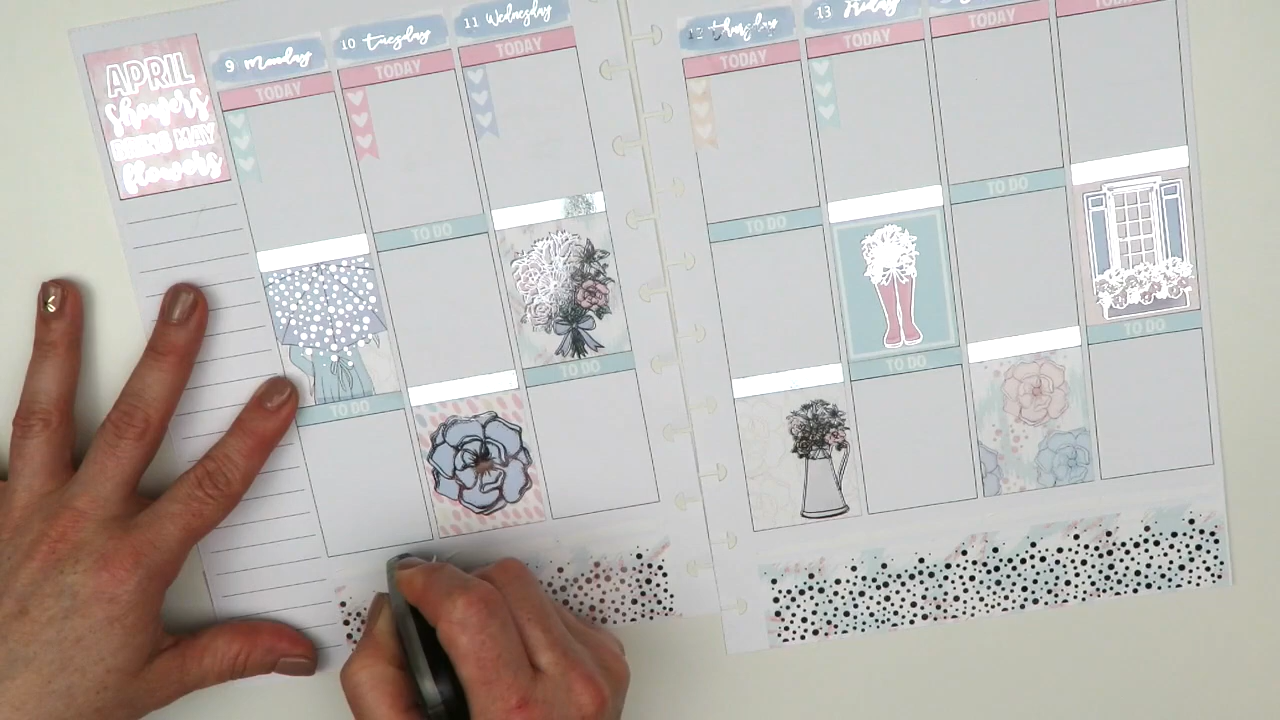 APRIL
showers
BRING MAY
flowers
9 Monday
10 Tuesday
11 Wednesday
12 Thursday
13 Friday
TODAY
TODAY
TODAY
TODAY
TODAY
TODAY
TODAY
TO DO
TO DO
TO DO
TO DO
TO DO
TO DO
TO DO